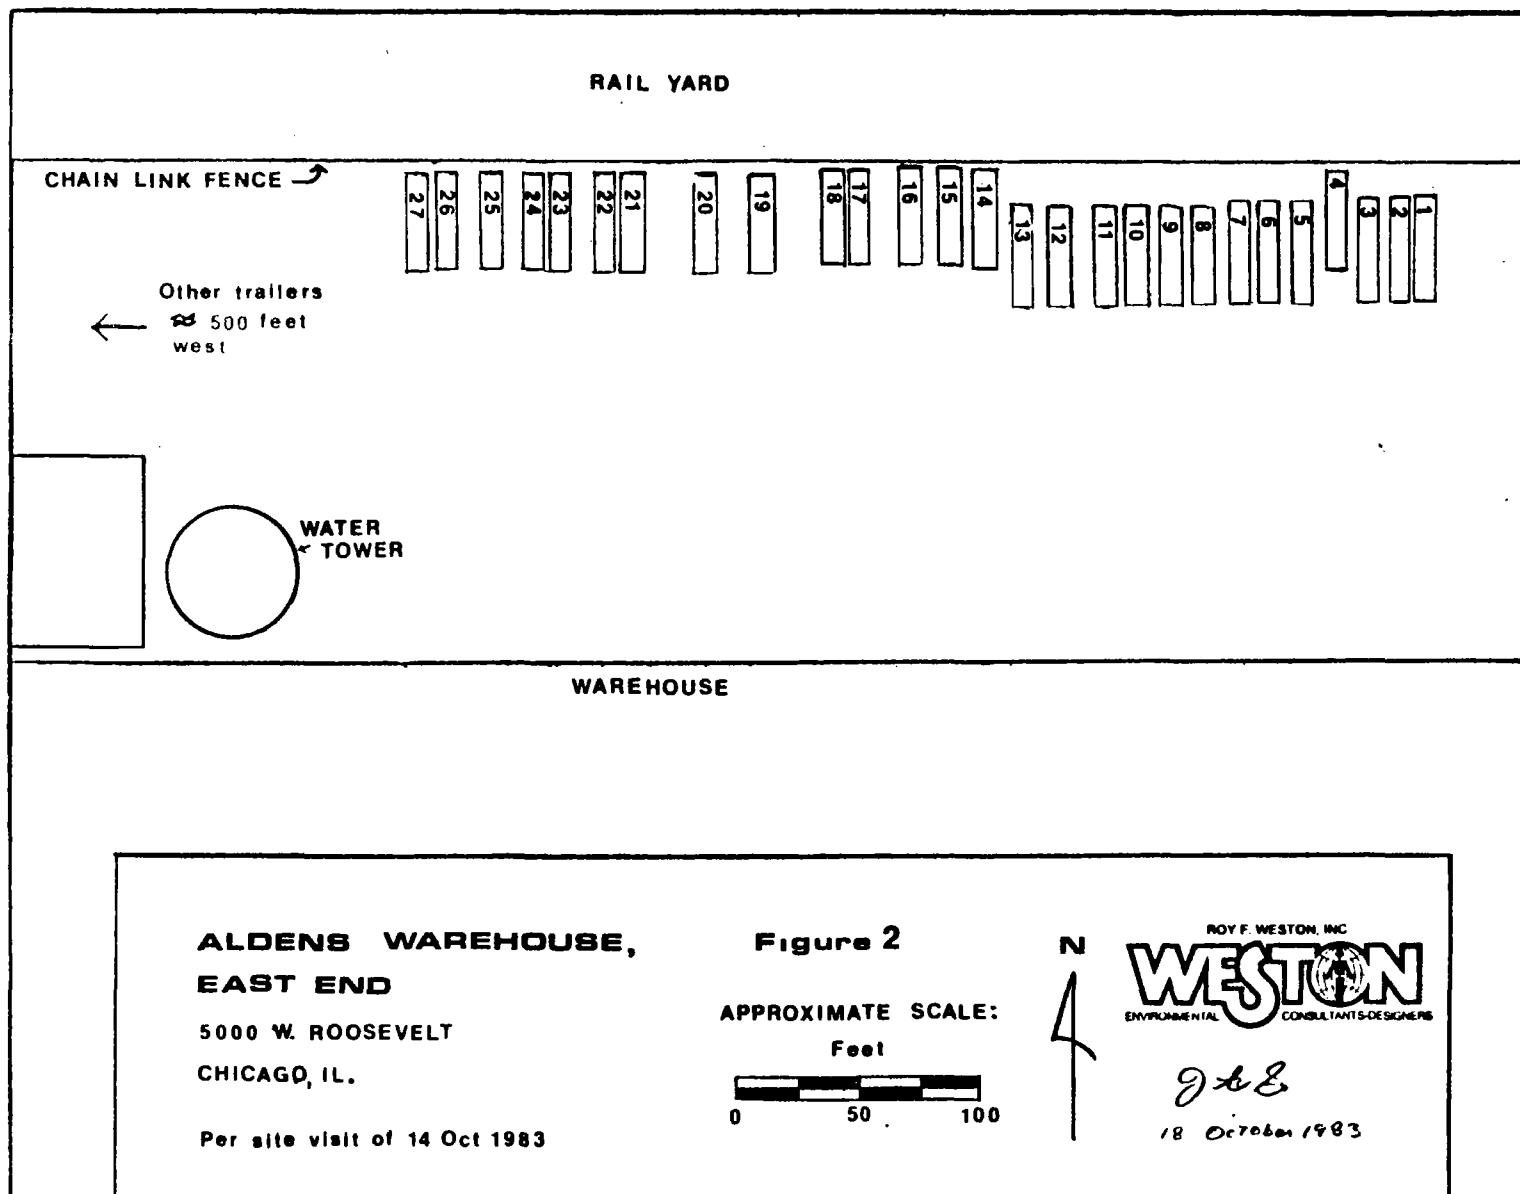 RAIL YARD
CHAIN LINK FENCE
27 26 25 24 23 22 21 20 19 18 17 16 15 14 13 12 11 10 9 8 7 6 5 4 3 2 1
Other trailers
≈ 500 feet
west
WATER
TOWER
WAREHOUSE
ALDENS WAREHOUSE,
EAST END
5000 W. ROOSEVELT
CHICAGO, IL.
Per site visit of 14 Oct 1983
Figure 2
APPROXIMATE SCALE:
Feet
0 50 100
N
ROY F. WESTON, INC
WESTON
ENVIRONMENTAL CONSULTANTS-DESIGNERS
18 October 1983